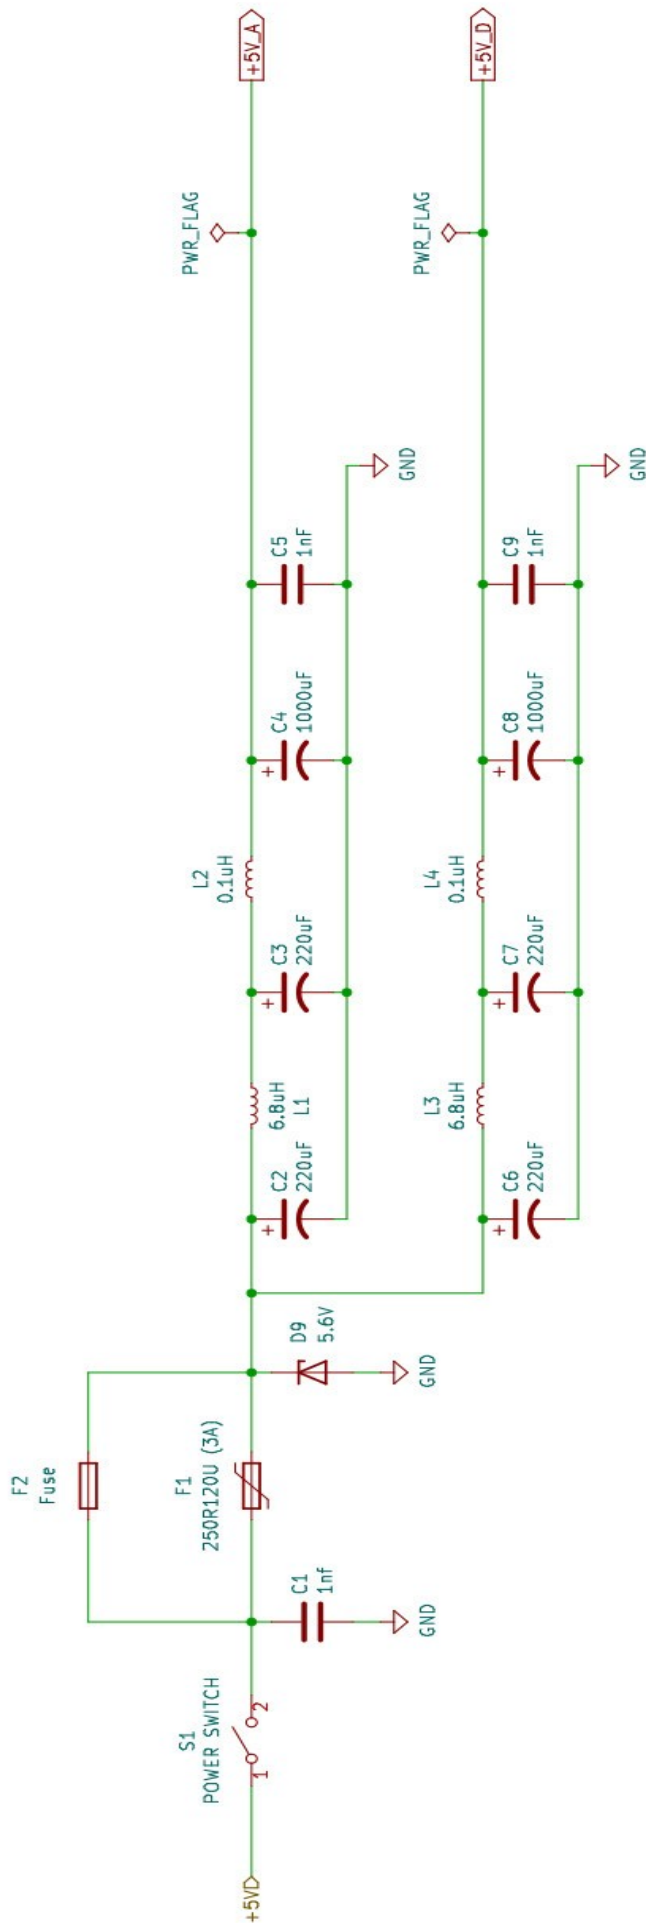 +5VD
S1
POWER SWITCH
1
2
C1
1nf
GND
F2
Fuse
F1
250R120U (3A)
D9
5.6V
GND
C2
220uF
6.8uH
L1
C3
220uF
L2
0.1uH
C4
1000uF
C5
1nF
GND
PWR_FLAG
+5V_A
C6
220uF
L3
6.8uH
C7
220uF
L4
0.1uH
C8
1000uF
C9
1nF
GND
PWR_FLAG
+5V_D